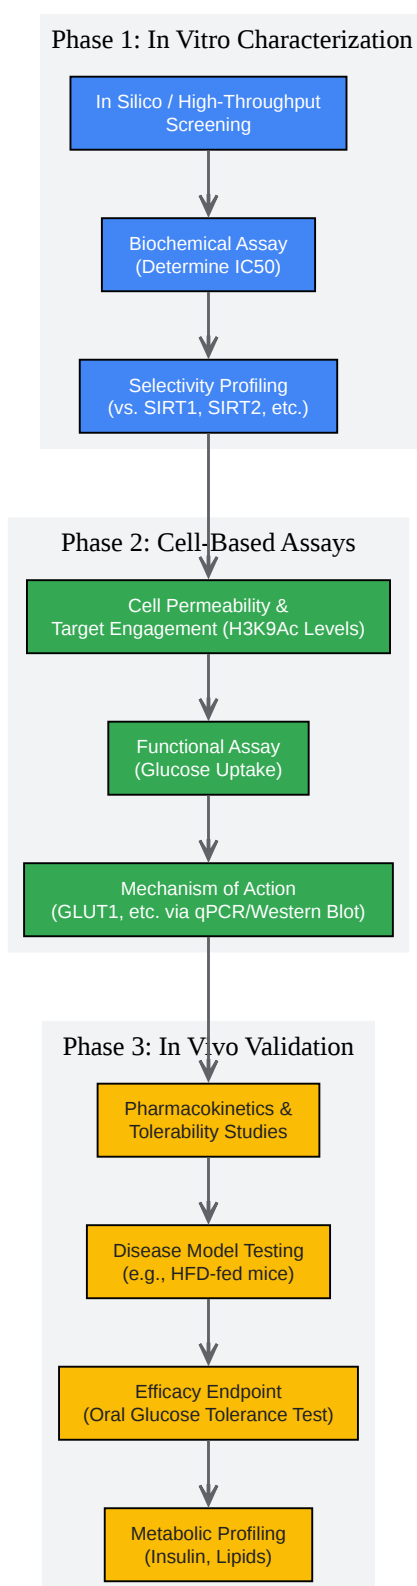 Phase 1: In Vitro Characterization
In Silico / High-Throughput
Screening
Biochemical Assay
(Determine IC50)
Selectivity Profiling
(vs. SIRT1, SIRT2, etc.)
Phase 2: Cell-Based Assays
Cell Permeability &
Target Engagement (H3K9Ac Levels)
Functional Assay
(Glucose Uptake)
Mechanism of Action
(GLUT1, etc. via qPCR/Western Blot)
Phase 3: In Vivo Validation
Pharmacokinetics &
Tolerability Studies
Disease Model Testing
(e.g., HFD-fed mice)
Efficacy Endpoint
(Oral Glucose Tolerance Test)
Metabolic Profiling
(Insulin, Lipids)